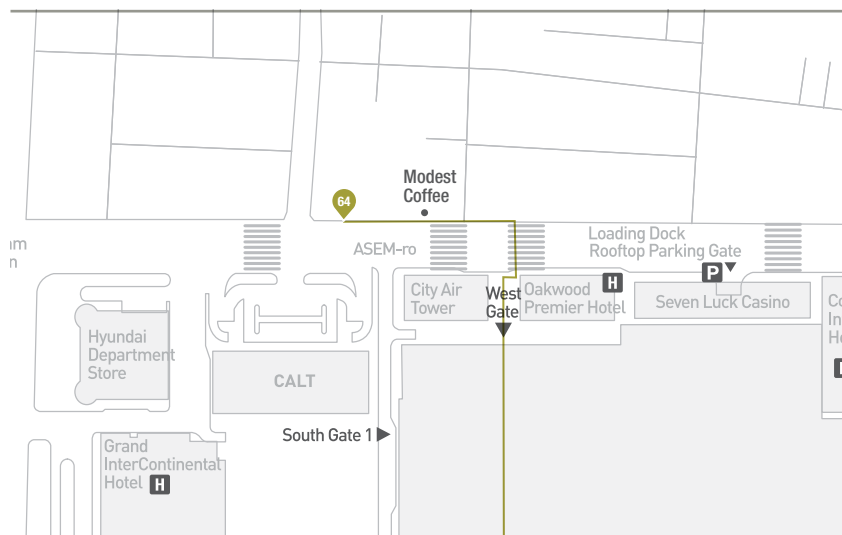 Modest
Coffee
64
Loading Dock
Rooftop Parking Gate
ASEM-ro
P
City Air
Tower
West
Gate
Oakwood
Premier Hotel
H
Seven Luck Casino
Hyundai
Department
Store
CALT
South Gate 1
Grand
InterContinental
Hotel
H